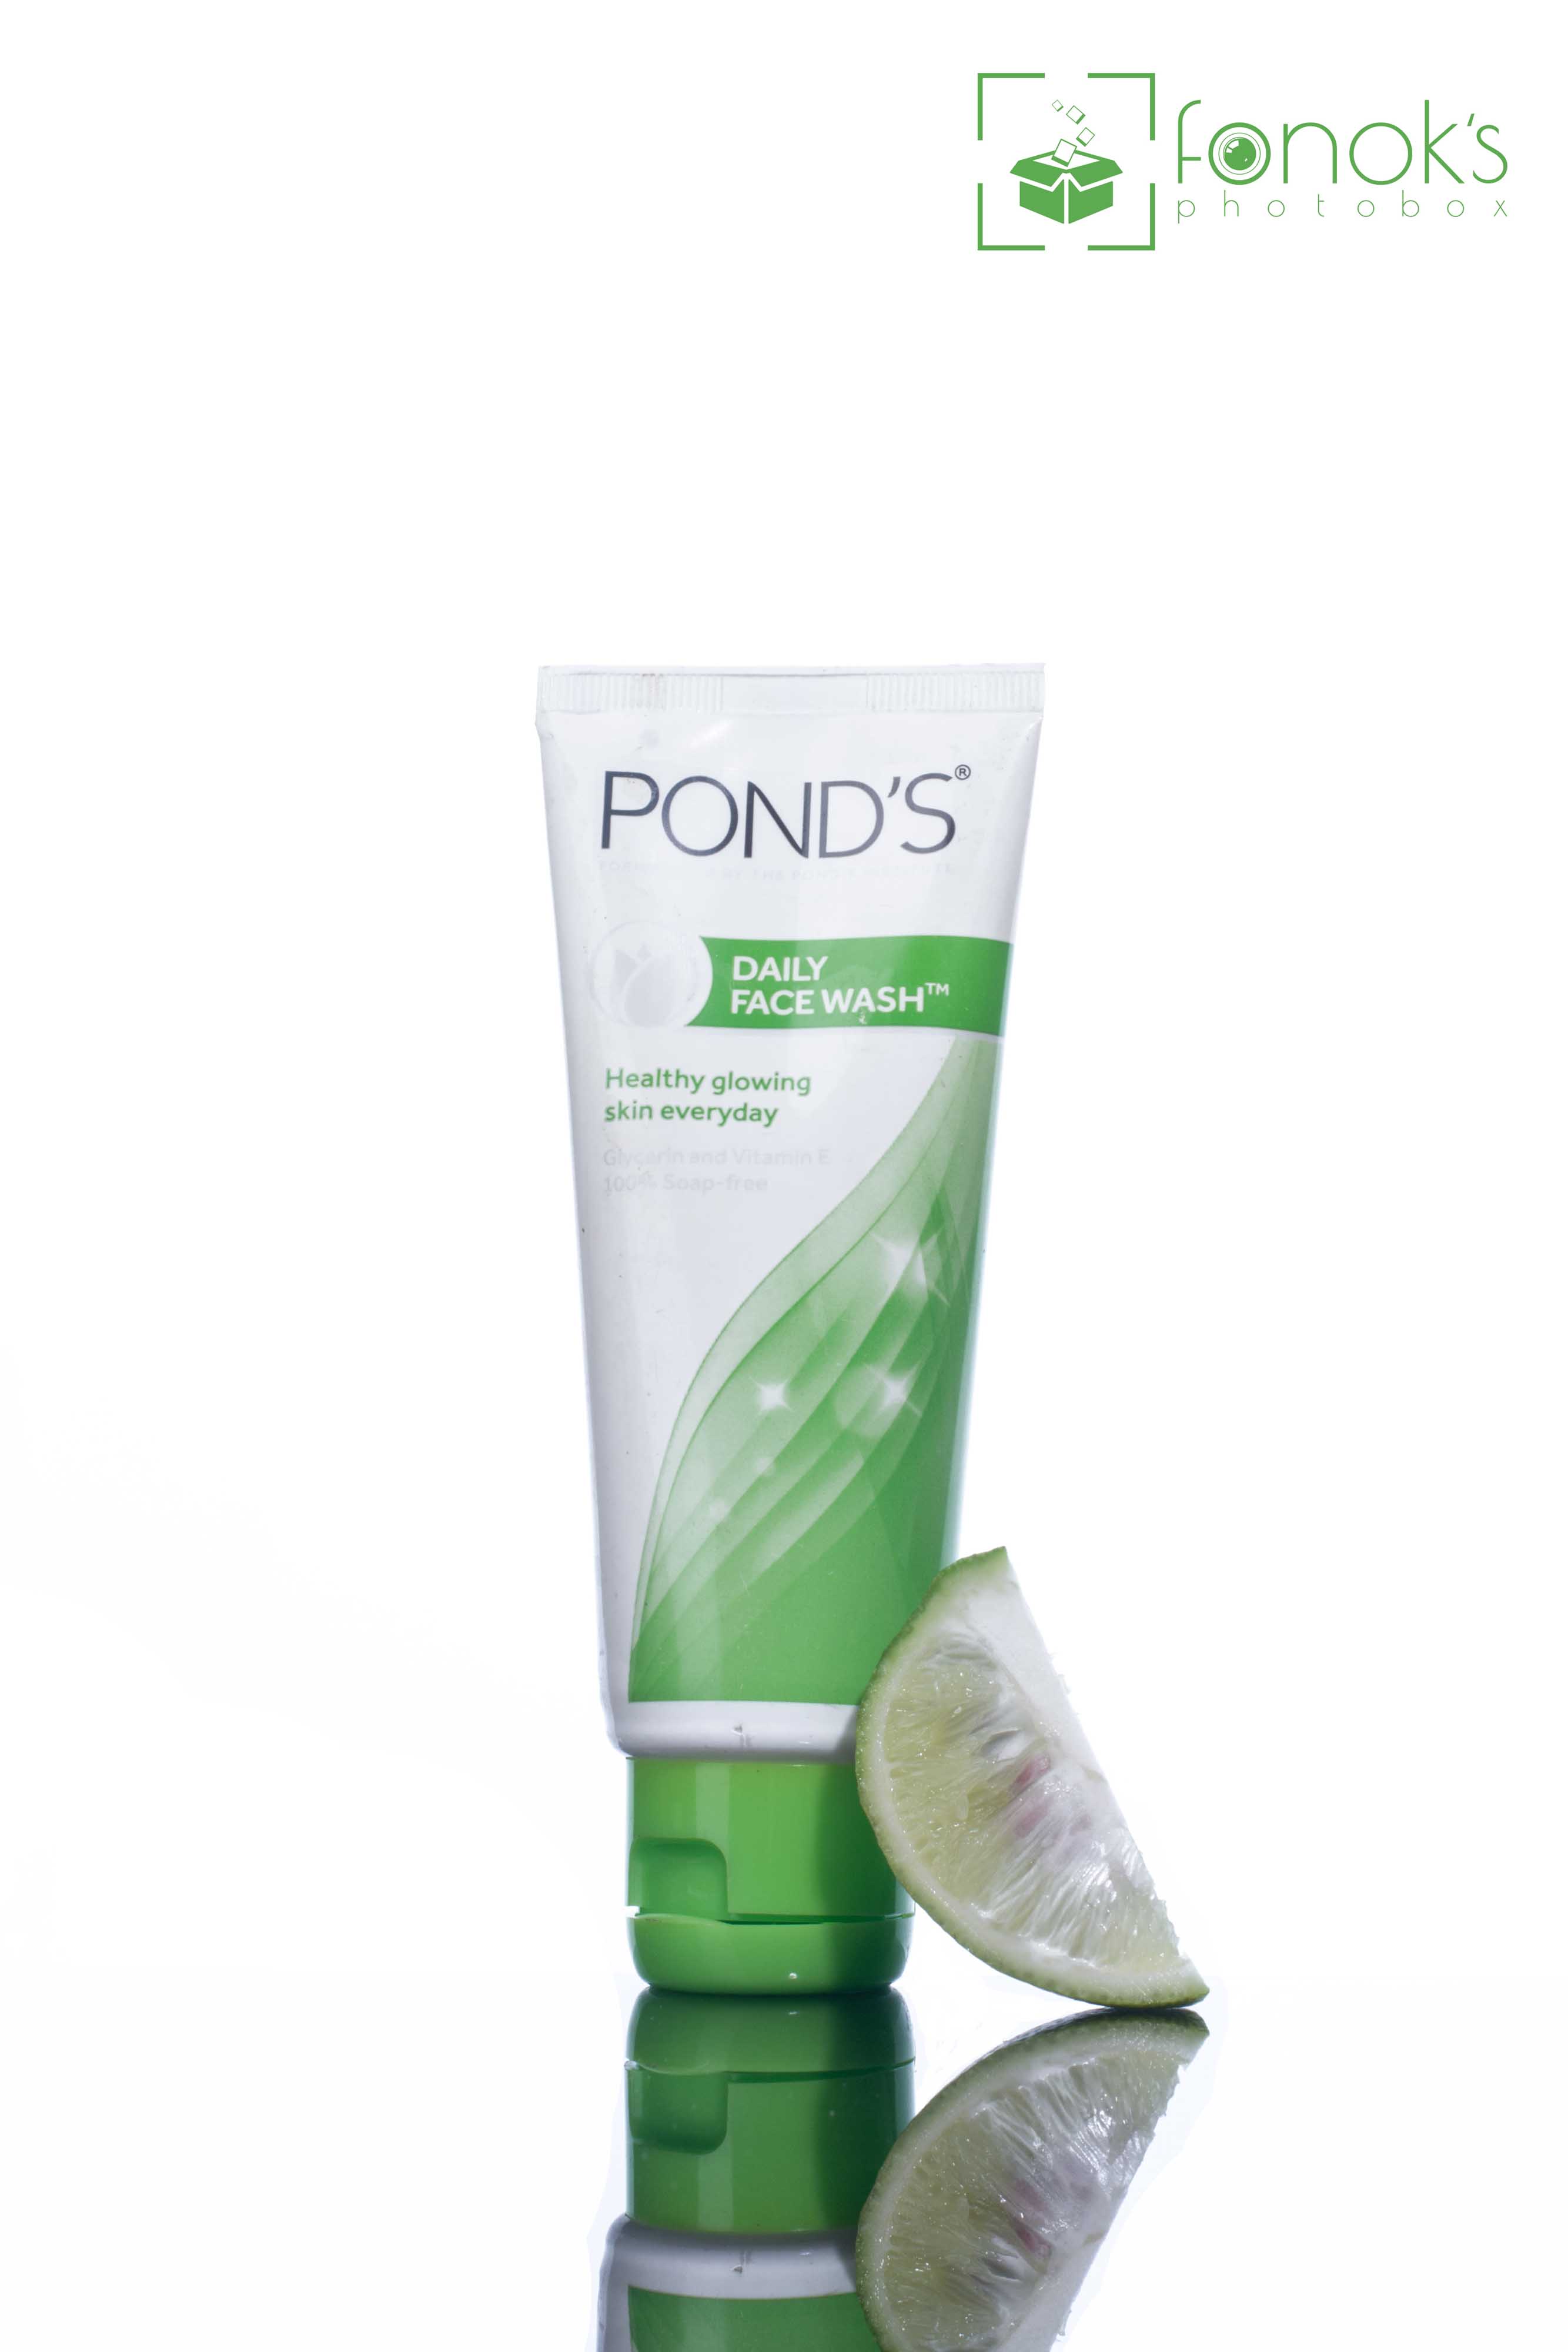 fonok's
photobox
POND'S®
DAILY
FACE WASH™
Healthy glowing
skin everyday
Glycerin and Vitamin E
100% Soap-free